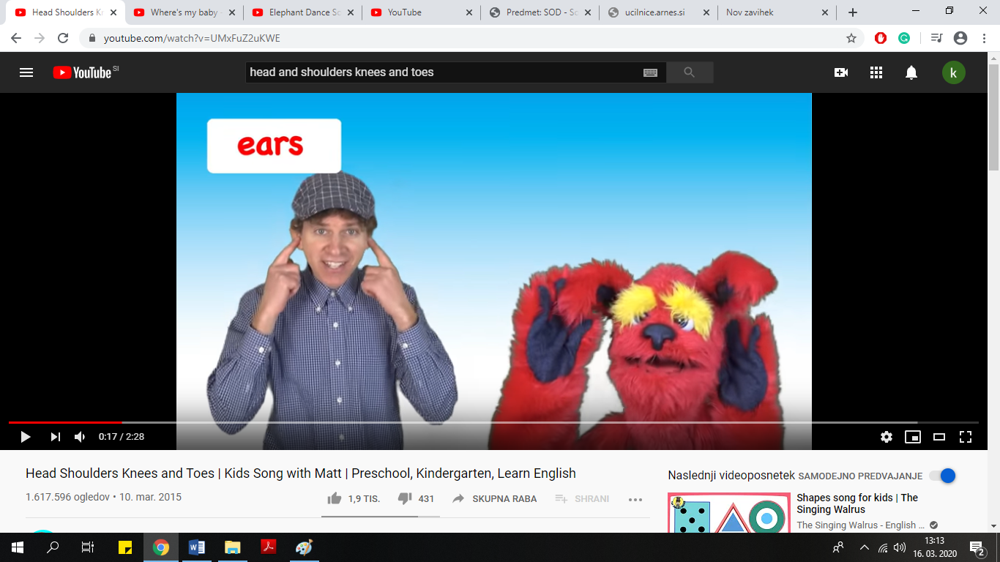 Head Shoulders Kn
Where's my baby
Elephant Dance So
YouTube
Predmet: SOD - So
ucilnice.arnes.si
Nov zavihek
youtube.com/watch?v=UMxFuZ2uKWE
YouTube SI
head and shoulders knees and toes
k
ears
0:17 / 2:28
Head Shoulders Knees and Toes | Kids Song with Matt | Preschool, Kindergarten, Learn English
1.617.596 ogledov • 10. mar. 2015
1,9 TIS.
431
SKUPNA RABA
SHRANI
Naslednji videoposnetek
SAMODEJNO PREDVAJANJE
Shapes song for kids | The
Singing Walrus
The Singing Walrus - English ...
13:13
16. 03. 2020
2